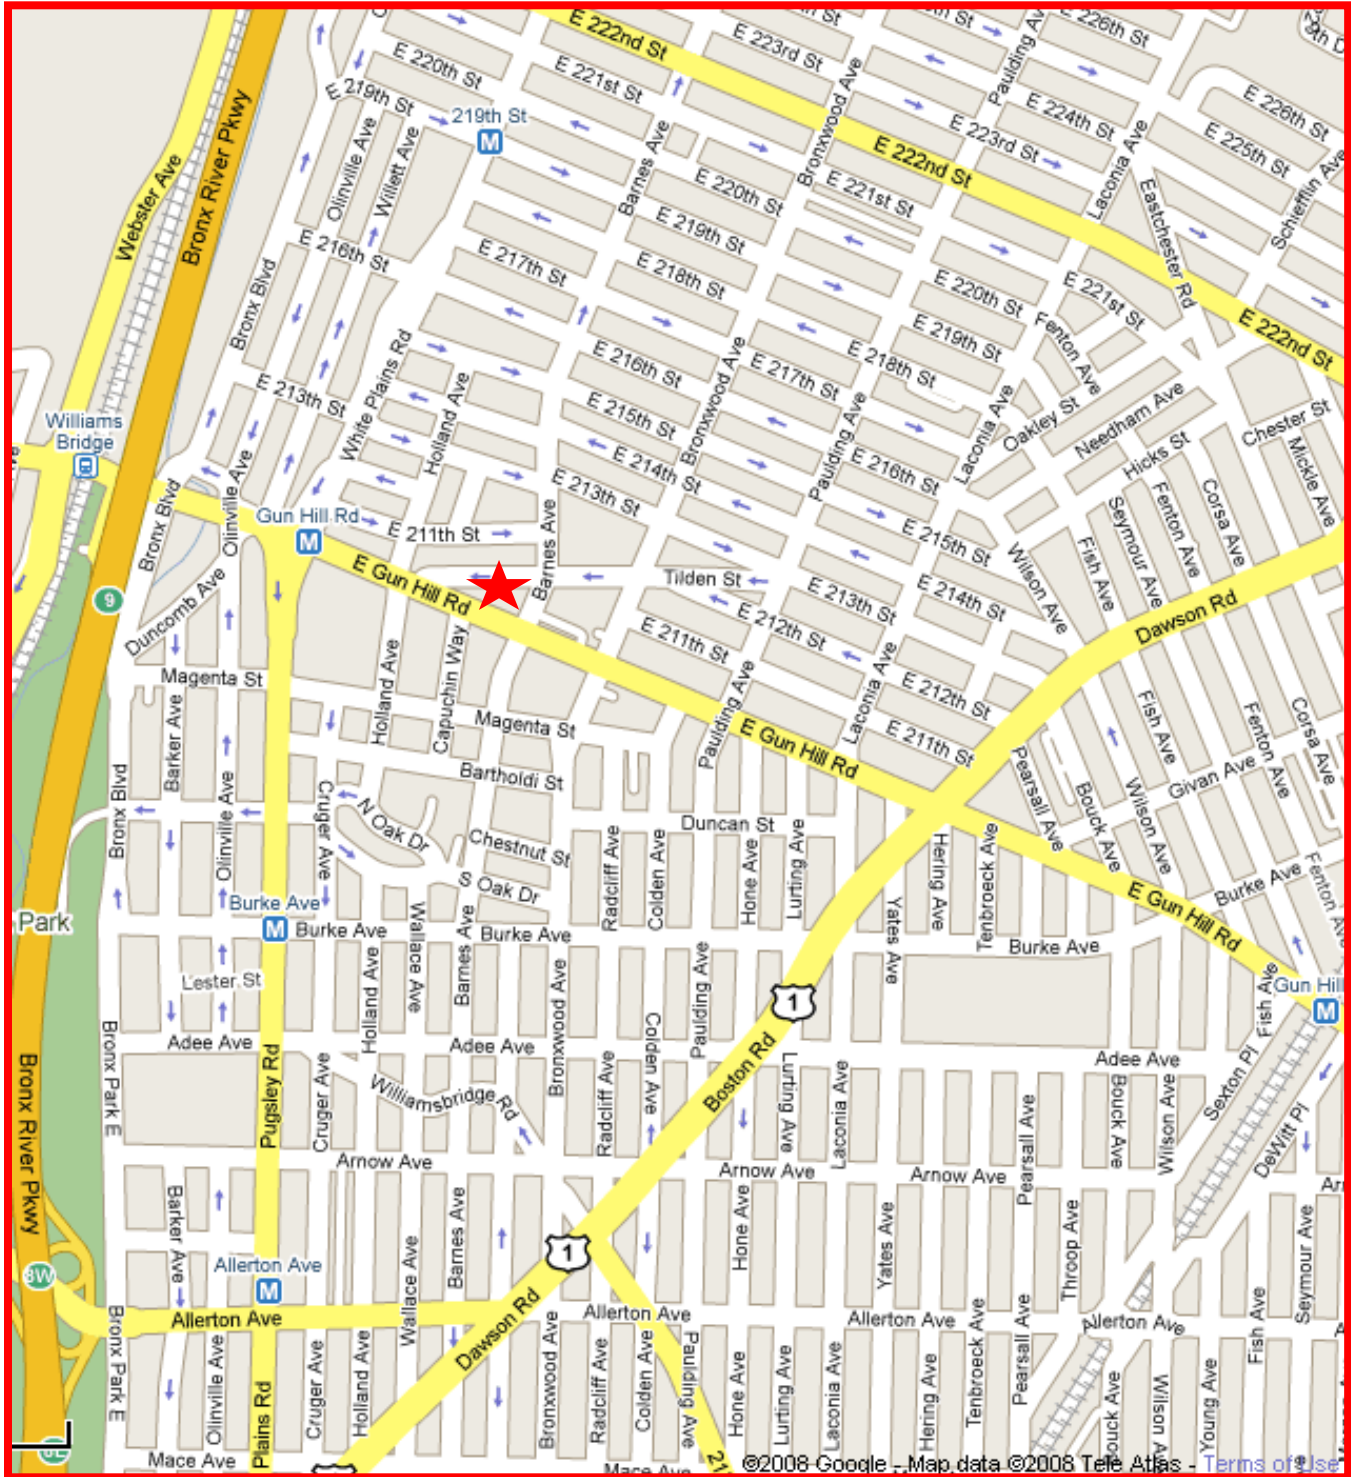 E 222nd St
E 223rd St
Paulding Av
E 226th St
E 220th St
E 221st St
E 219th St
219th St
Bronx River Pkwy
Webster Ave
Olinville Ave
Willett Ave
Barnes Ave
Bronxwood Ave
E 224th St
E 223rd St
Laconia Ave
E 226th St
E 225th St
Schiefflin Ave
E 222nd St
E 220th St
E 221st St
Eastchester Rd
E 216th St
E 217th St
E 219th St
E 218th St
Bronx Blvd
E 220th St
E 221st St
E 219th St
Fenton Ave
E 222nd St
White Plains Rd
E 216th St
E 217th St
E 218th St
E 213th St
Holland Ave
E 215th St
Bronxwood Ave
Paulding Ave
Laconia Ave
Oakley St
Needham Ave
Hicks St
Chester St
Mickle Ave
Williams
Bridge
E 214th St
E 216th St
E 213th St
Olinville Ave
Bronx Blvd
Gun Hill Rd
E 211th St
Barnes Ave
E 215th St
Wilson Ave
Fish Ave
Seymour Ave
Fenton Ave
Corsa Ave
E Gun Hill Rd
Tilden St
E 213th St
E 214th St
9
Duncomb Ave
E 212th St
E 211th St
Dawson Rd
Magenta St
Holland Ave
Capuchin Way
Paulding Ave
Laconia Ave
E 212th St
E 211th St
Magenta St
E Gun Hill Rd
Fish Ave
Fenton Ave
Corsa Ave
Barker Ave
Bronx Blvd
Olinville Ave
Cruger Ave
Bartholdi St
N Oak Dr
Chestnut St
S Oak Dr
Duncan St
Radcliff Ave
Colden Ave
Hone Ave
Lurting Ave
Pearsall Ave
Bouck Ave
Wilson Ave
Givan Ave
Hering Ave
Tenbroeck Ave
Yates Ave
E Gun Hill Rd
Burke Ave
Fenton Ave
Burke Ave
Park
Burke Ave
Wallace Ave
Barnes Ave
Burke Ave
Burke Ave
Lester St
Holland Ave
Bronxwood Ave
Paulding Ave
1
Gun Hill
Fish Ave
Adee Ave
Adee Ave
Colden Ave
Boston Rd
Adee Ave
Bronx River Pkwy
Bronx Park E
Pugsley Rd
Cruger Ave
Williamsbridge Rd
Radcliff Ave
Lurting Ave
Laconia Ave
Pearsall Ave
Bouck Ave
Wilson Ave
Sexton Pl
DeWitt Pl
Arnow Ave
Arnow Ave
Arnow Ave
Ar
Barker Ave
Barnes Ave
Wallace Ave
Hone Ave
Yates Ave
Throop Ave
Seymour Ave
Fish Ave
1
8W
Allerton Ave
Allerton Ave
Allerton Ave
Allerton Ave
Allerton Ave
Dawson Rd
Bronx Park E
Olinville Ave
Plains Rd
Cruger Ave
Holland Ave
Bronxwood Ave
Radcliff Ave
Colden Ave
Paulding Ave
Hone Ave
Lurting Ave
Laconia Ave
Hering Ave
Tenbroeck Ave
Pearsall Ave
Bouck Ave
Wilson A
Young Ave
Mace Ave
Mace Ave
©2008 Google - Map data ©2008 Tele Atlas - Terms of Use